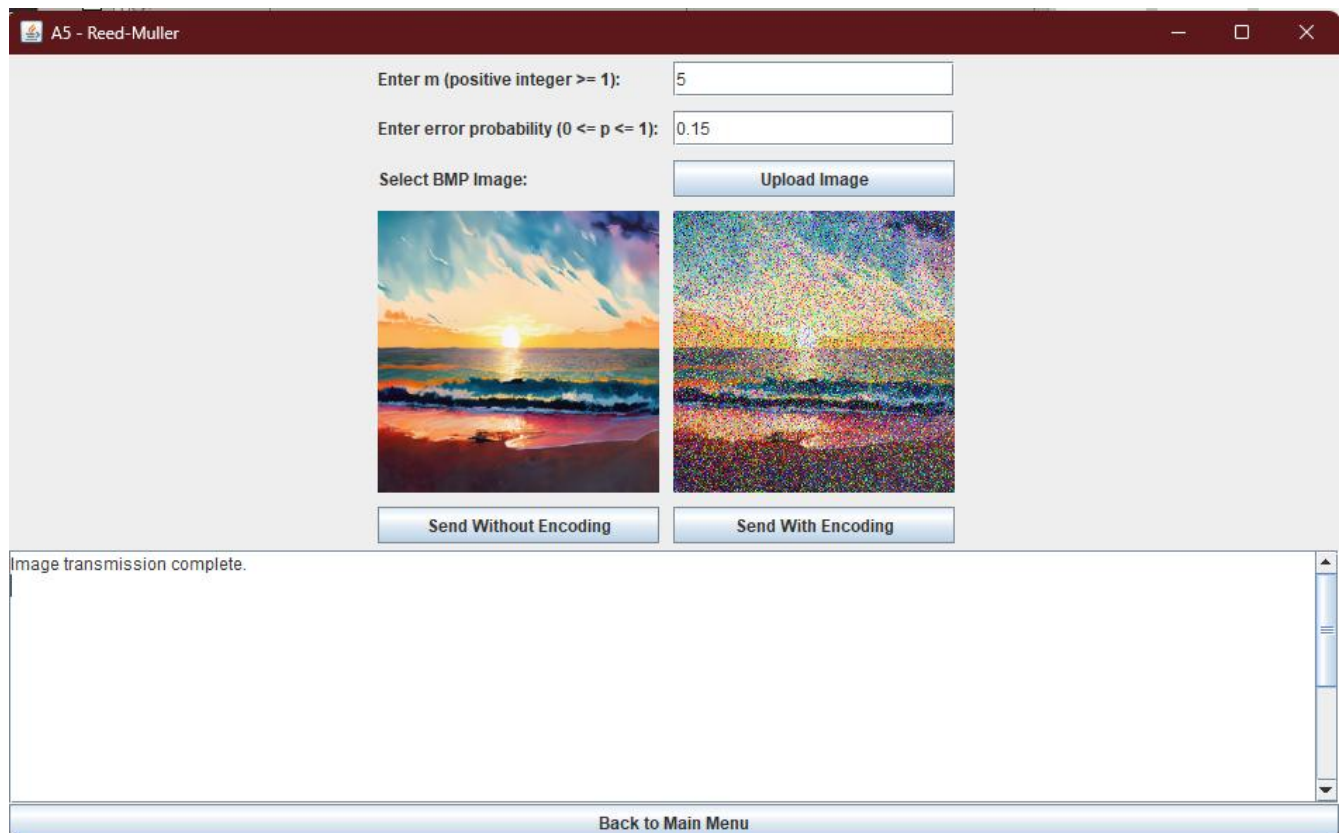 A5 - Reed-Muller
Enter m (positive integer >= 1):
5
Enter error probability (0 <= p <= 1):
0.15
Select BMP Image:
Upload Image
Send Without Encoding
Send With Encoding
Image transmission complete.
Back to Main Menu